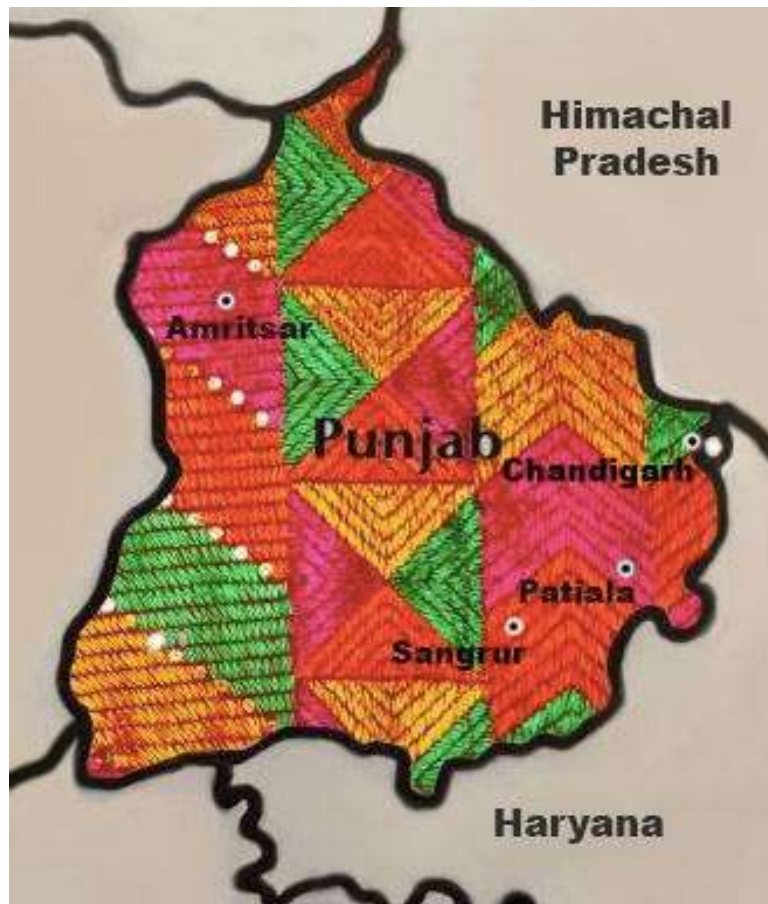 Himachal
Pradesh
Amritsar
Punjab
Chandigarh
Patiala
Sangrur
Haryana